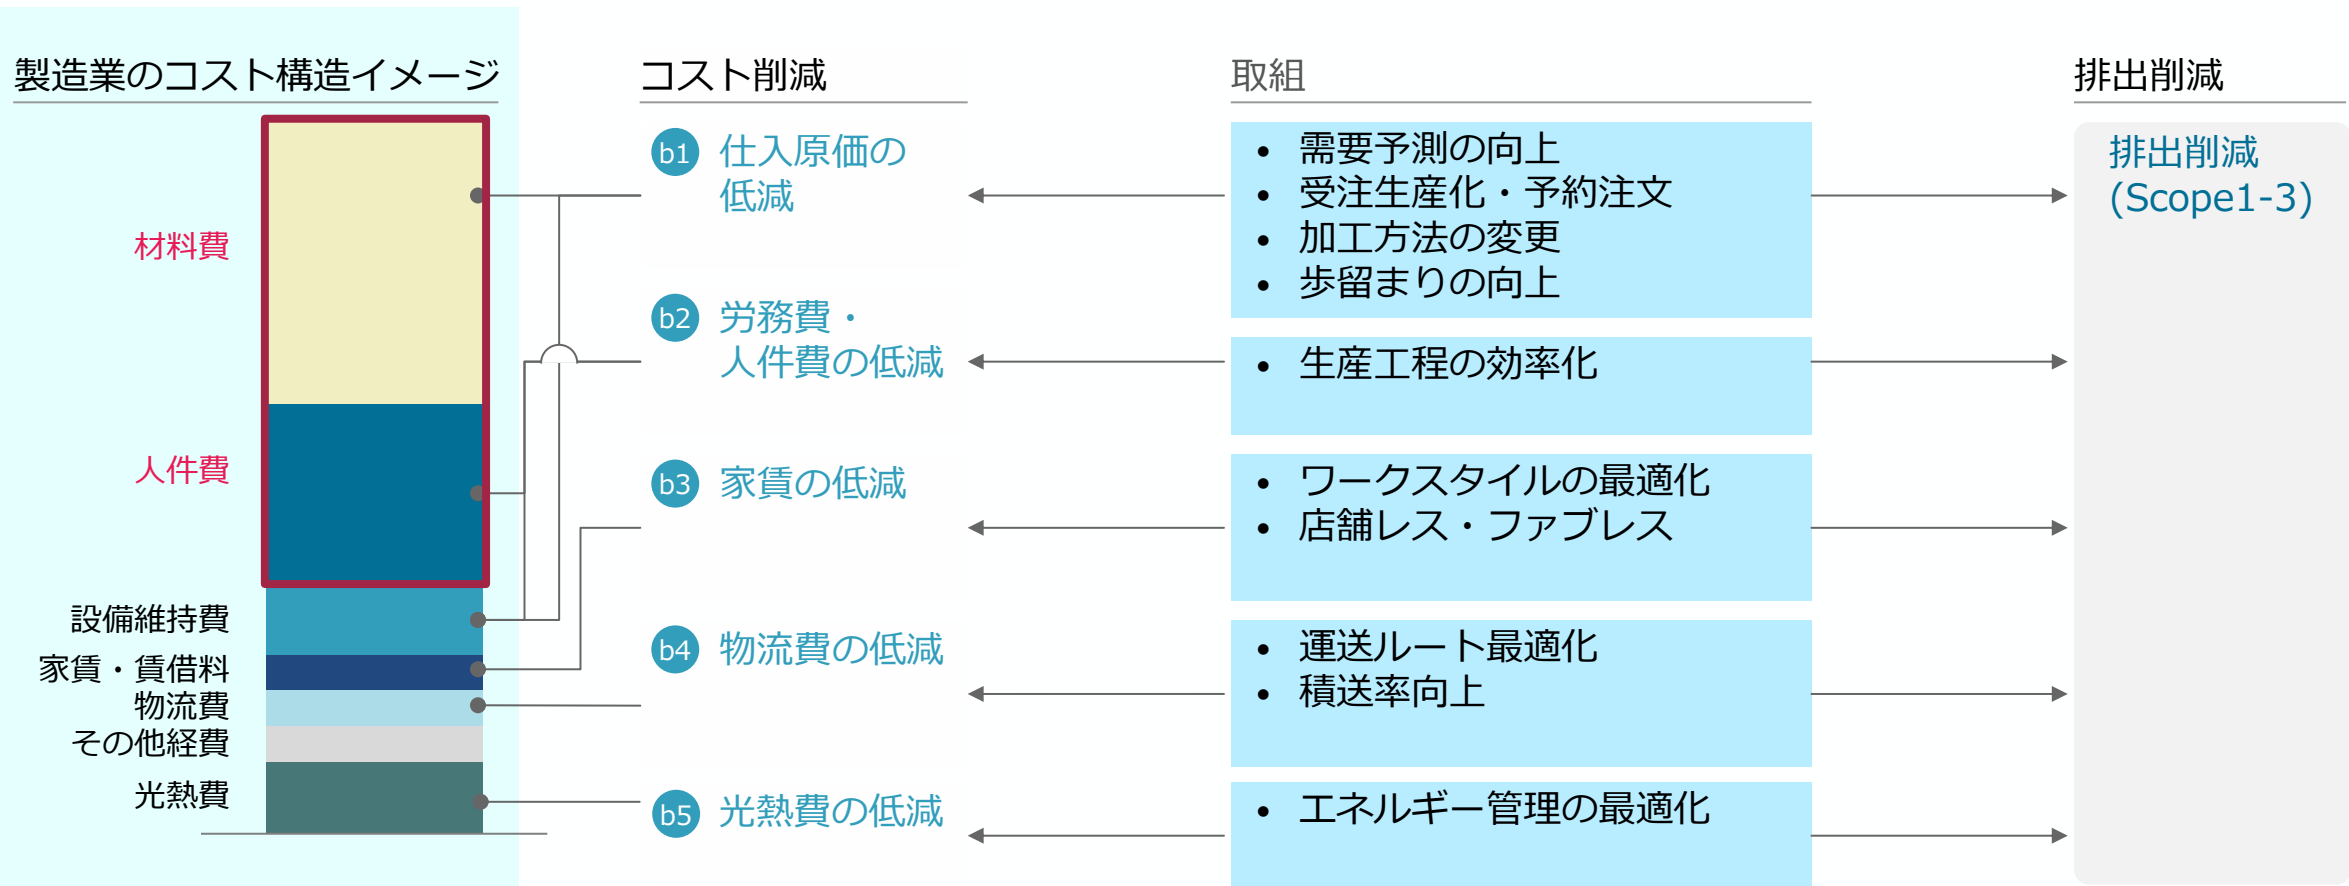 製造業のコスト構造イメージ
材料費
人件費
設備維持費
家賃・賃借料
物流費
その他経費
光熱費
コスト削減
b1 仕入原価の
低減
b2 労務費・
人件費の低減
b3 家賃の低減
b4 物流費の低減
b5 光熱費の低減
取組
• 需要予測の向上
• 受注生産化・予約注文
• 加工方法の変更
• 歩留まりの向上
• 生産工程の効率化
• ワークスタイルの最適化
• 店舗レス・ファブレス
• 運送ルート最適化
• 積送率向上
• エネルギー管理の最適化
排出削減
排出削減
(Scope1-3)